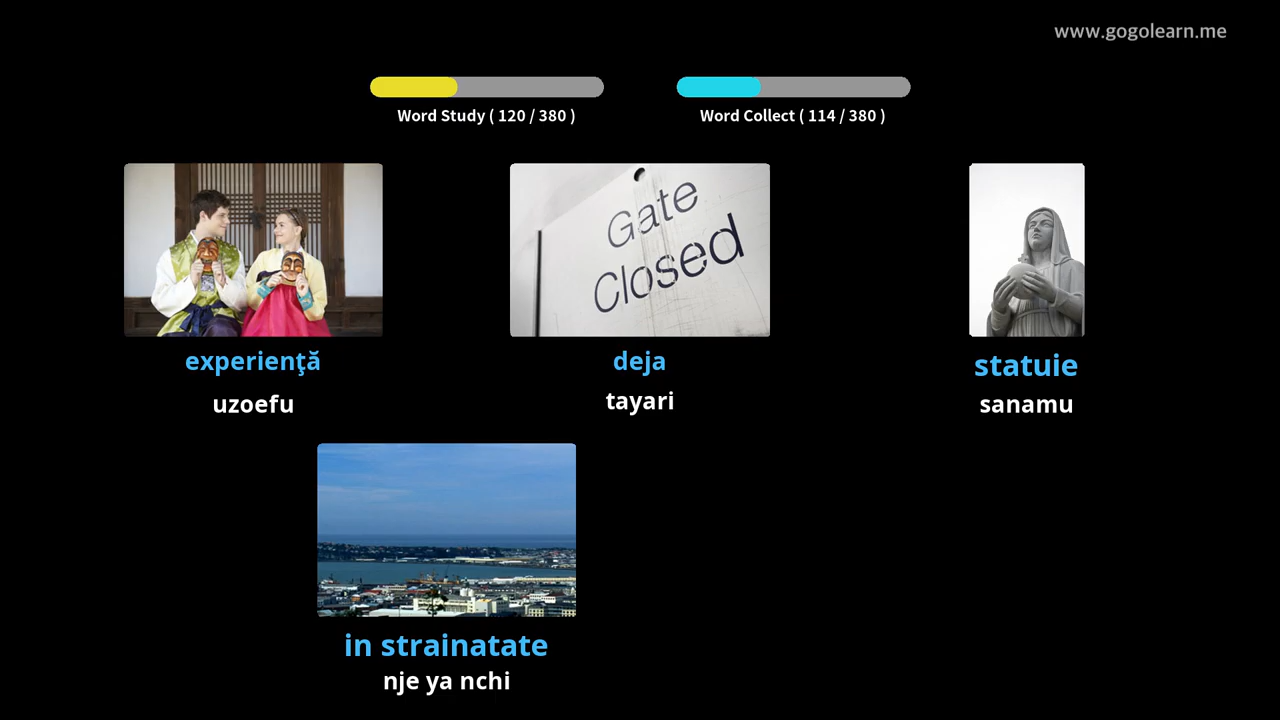 www.gogolearn.me
Word Study ( 120 / 380 )
Word Collect ( 114 / 380 )
Gate
Closed
experienţă
deja
statuie
uzoefu
tayari
sanamu
in strainatate
nje ya nchi